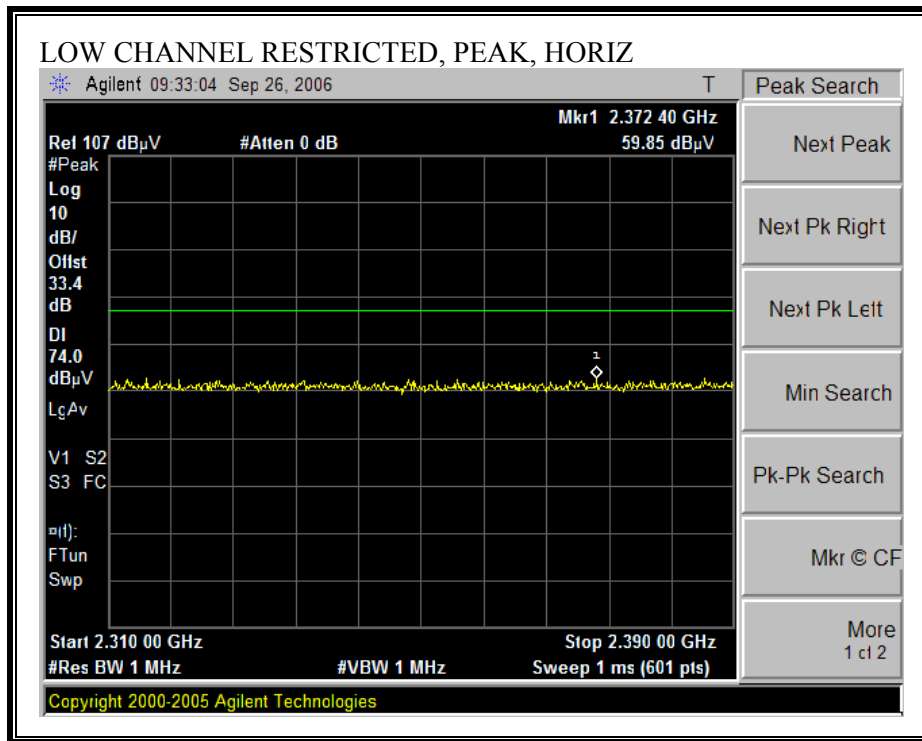 LOW CHANNEL RESTRICTED, PEAK, HORIZ
Agilent 09:33:04 Sep 26, 2006 T
Peak Search
Mkr1 2.372 40 GHz
Ref 107 dBµV #Atten 0 dB 59.85 dBµV
#Peak
Log
10
dB/
Offst
33.4
dB
DI
74.0
dBµV
LgAv
V1 S2
S3 FC
¤(f):
FTun
Swp
1
Start 2.310 00 GHz Stop 2.390 00 GHz
#Res BW 1 MHz #VBW 1 MHz Sweep 1 ms (601 pts)
Copyright 2000-2005 Agilent Technologies
Next Peak
Next Pk Right
Next Pk Left
Min Search
Pk-Pk Search
Mkr © CF
More
1 of 2